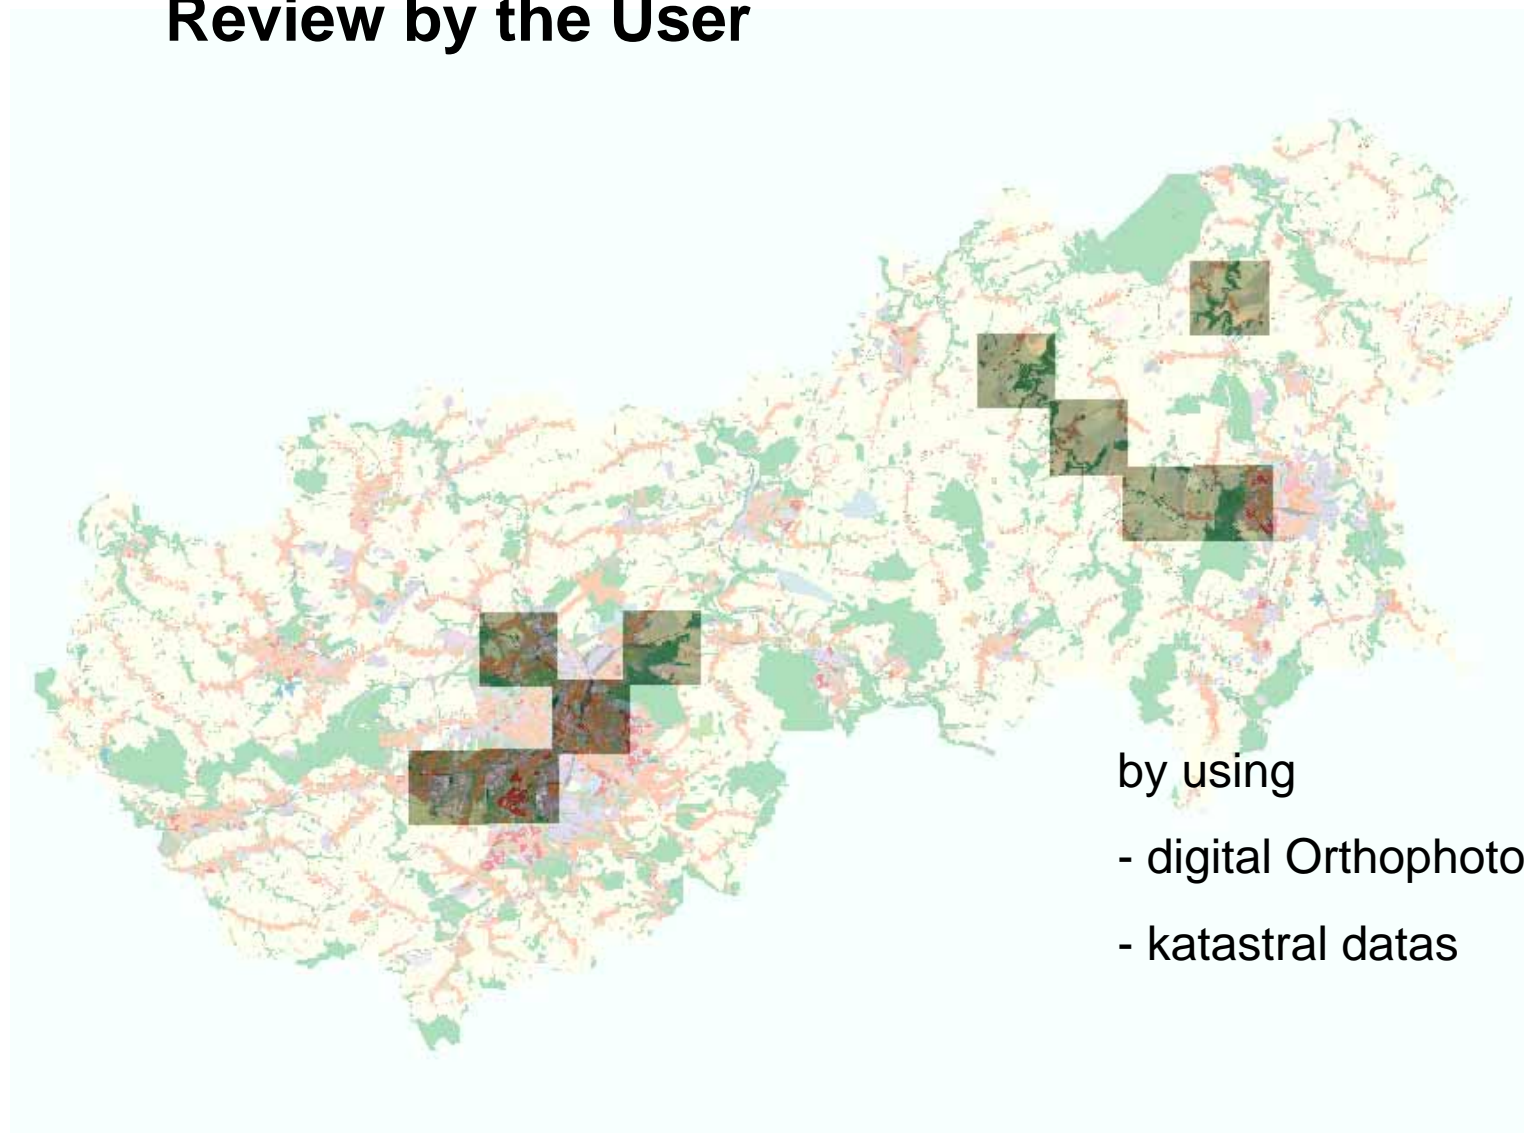 Review by the User
by using
- digital Orthophoto
- katastral datas